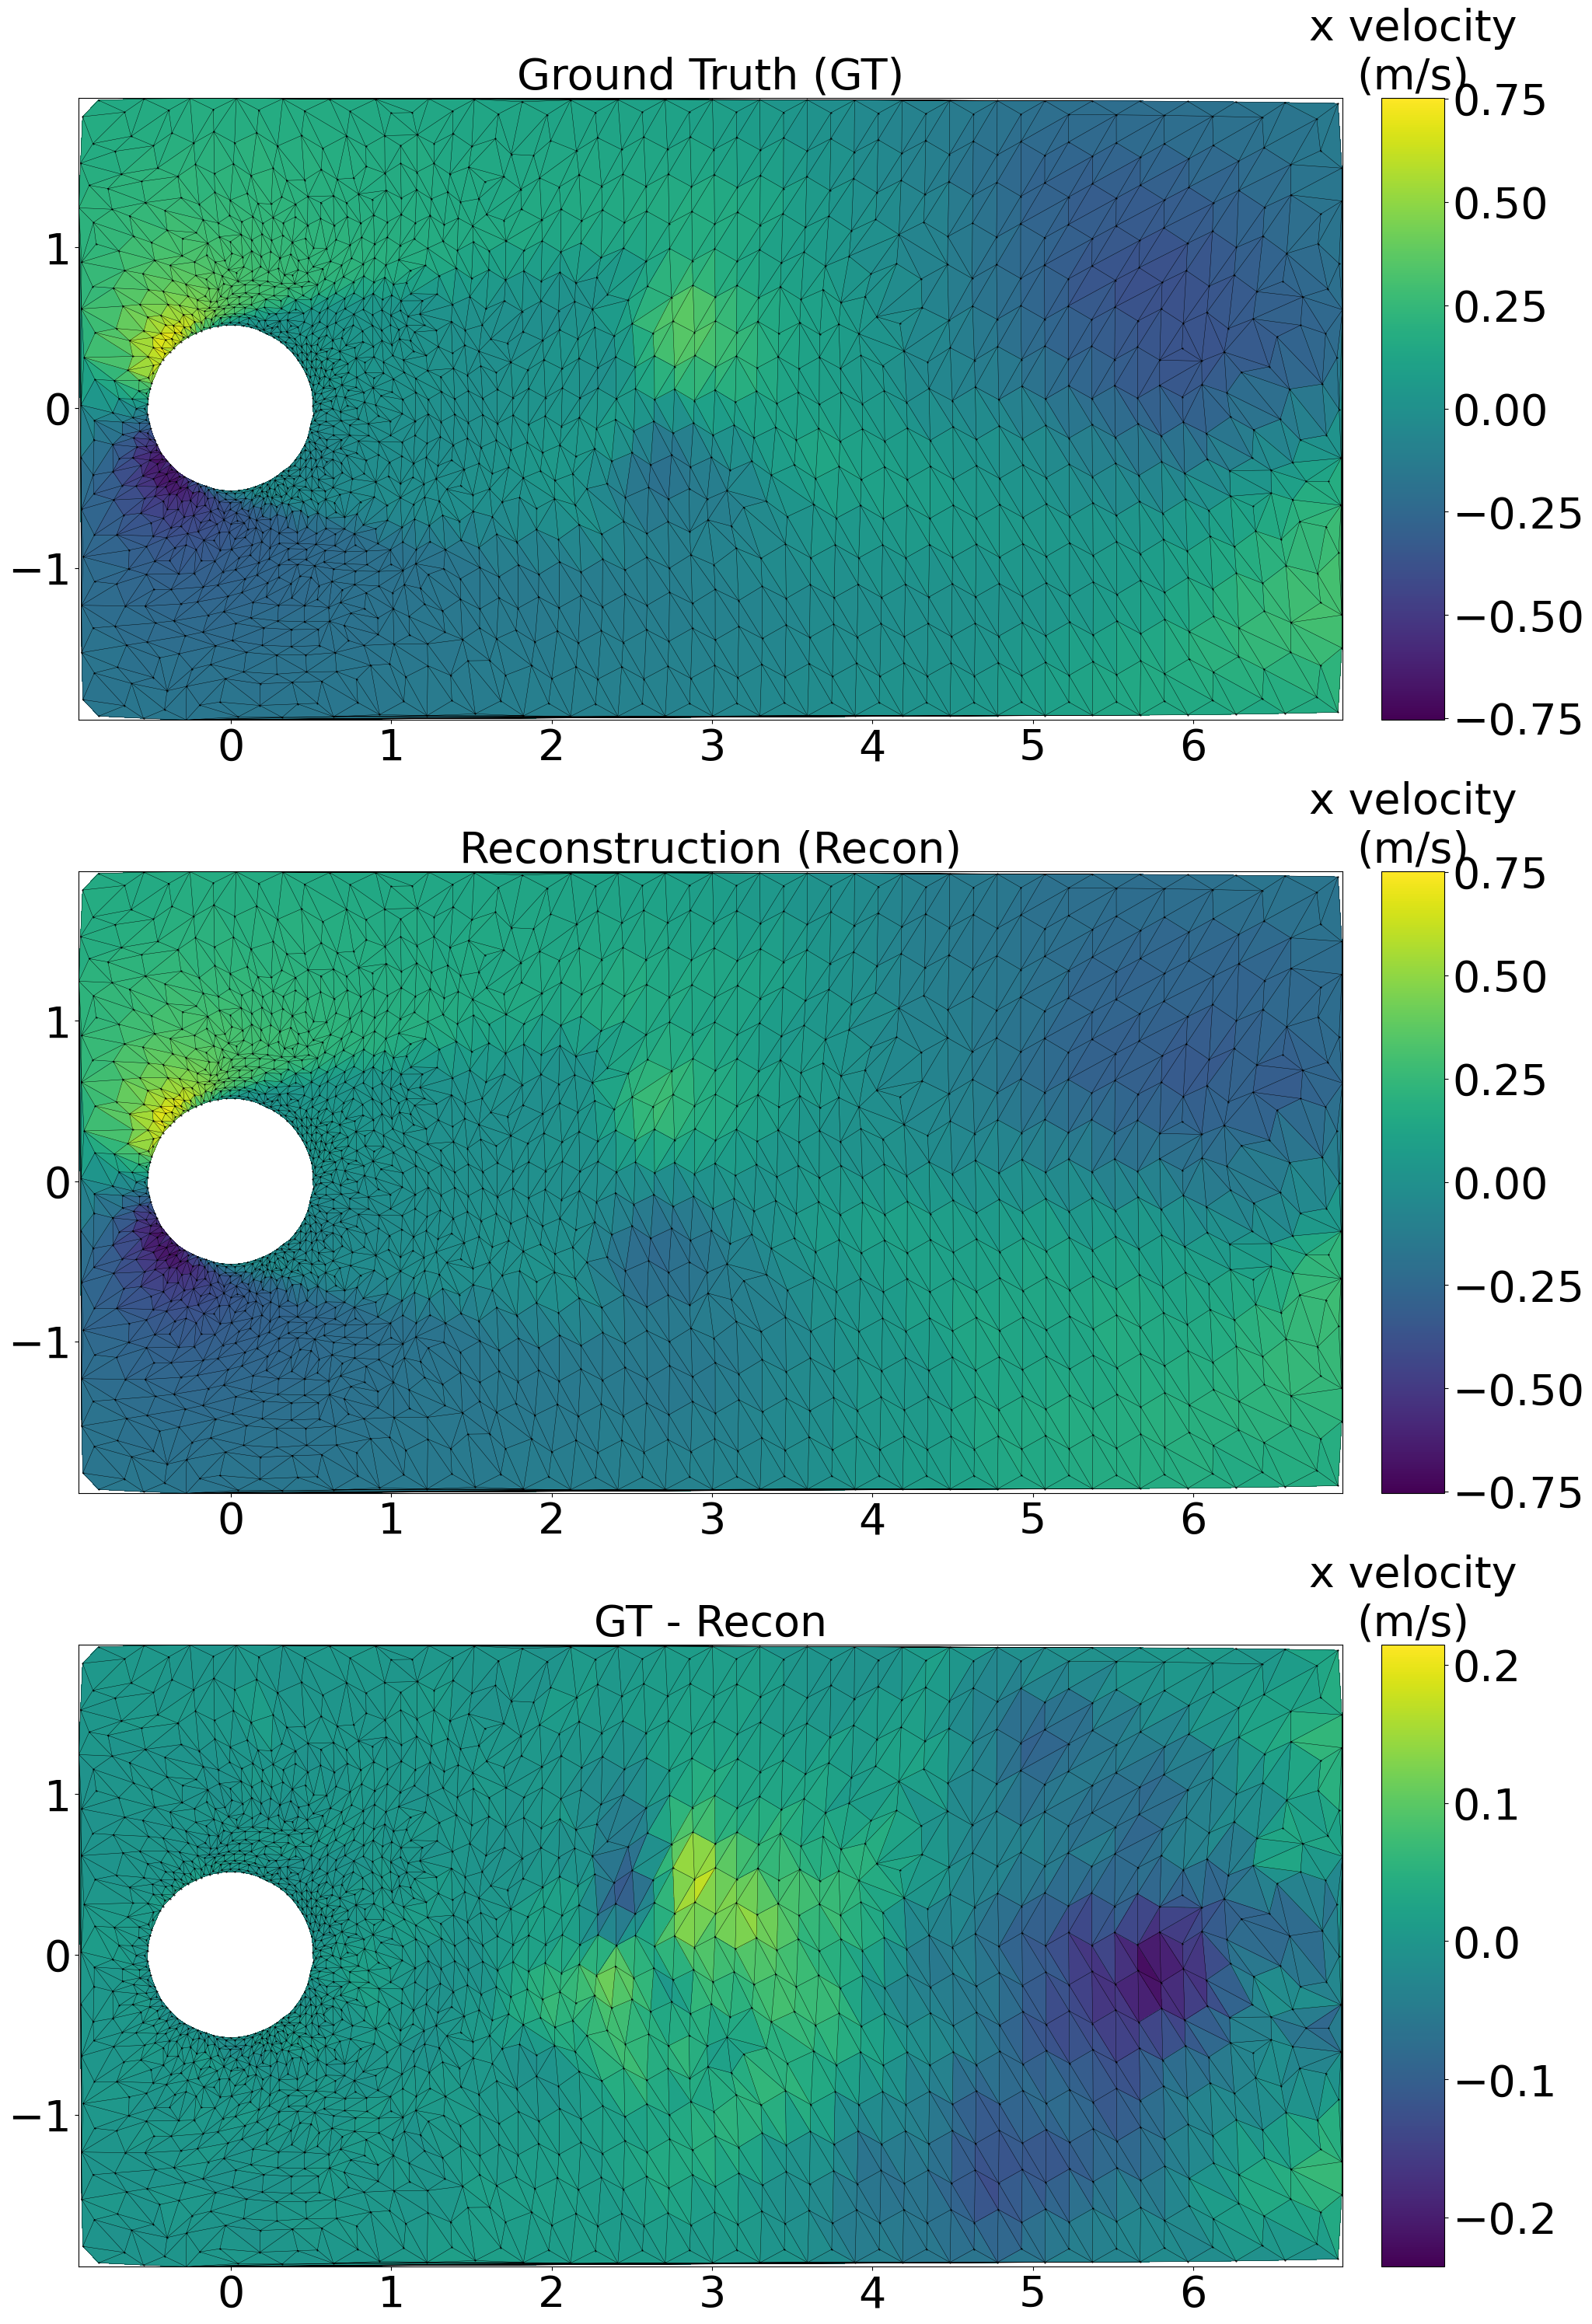 x velocity
(m/s)
Ground Truth (GT)
0.75
0.50
0.25
0.00
−0.25
−0.50
−0.75
1
0
−1
0 1 2 3 4 5 6
x velocity
(m/s)
Reconstruction (Recon)
0.75
0.50
0.25
0.00
−0.25
−0.50
−0.75
1
0
−1
0 1 2 3 4 5 6
x velocity
(m/s)
GT - Recon
0.2
0.1
0.0
−0.1
−0.2
1
0
−1
0 1 2 3 4 5 6